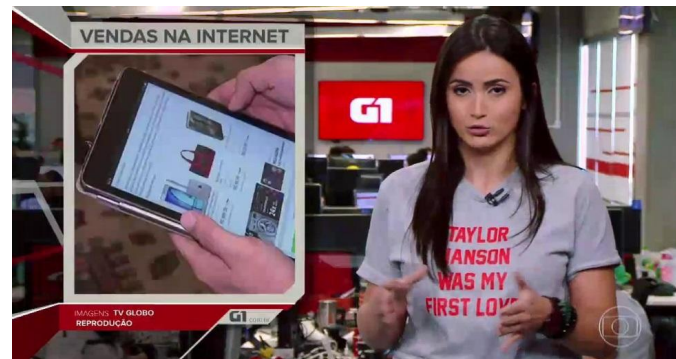 VENDAS NA INTERNET
G1
TAYLOR
HANSON
WAS MY
FIRST LOVE
IMAGENS TV GLOBO
REPRODUÇÃO
G1